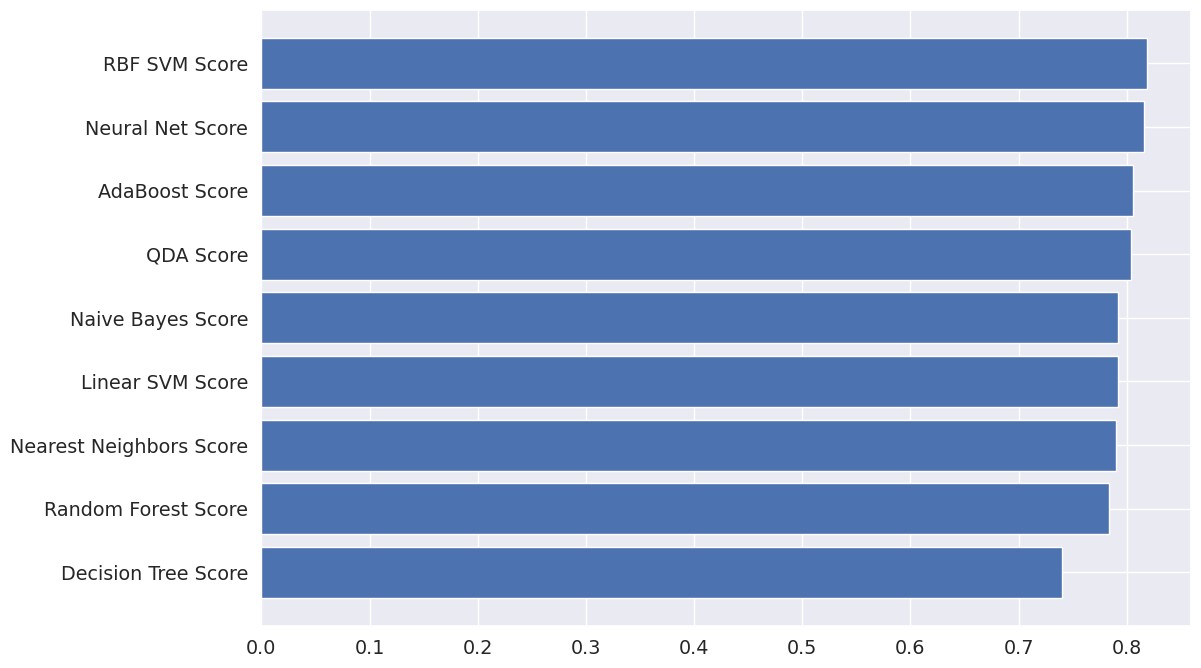 RBF SVM Score
Neural Net Score
AdaBoost Score
QDA Score
Naive Bayes Score
Linear SVM Score
Nearest Neighbors Score
Random Forest Score
Decision Tree Score
0.0 0.1 0.2 0.3 0.4 0.5 0.6 0.7 0.8